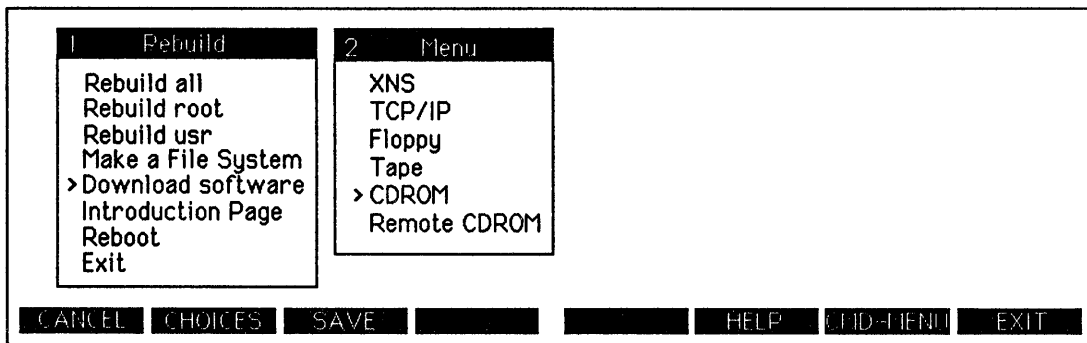 1 Rebuild
Rebuild all
Rebuild root
Rebuild usr
Make a File System
>Download software
Introduction Page
Reboot
Exit
2 Menu
XNS
TCP/IP
Floppy
Tape
> CDROM
Remote CDROM
CANCEL CHOICES SAVE HELP CMD-MENU EXIT